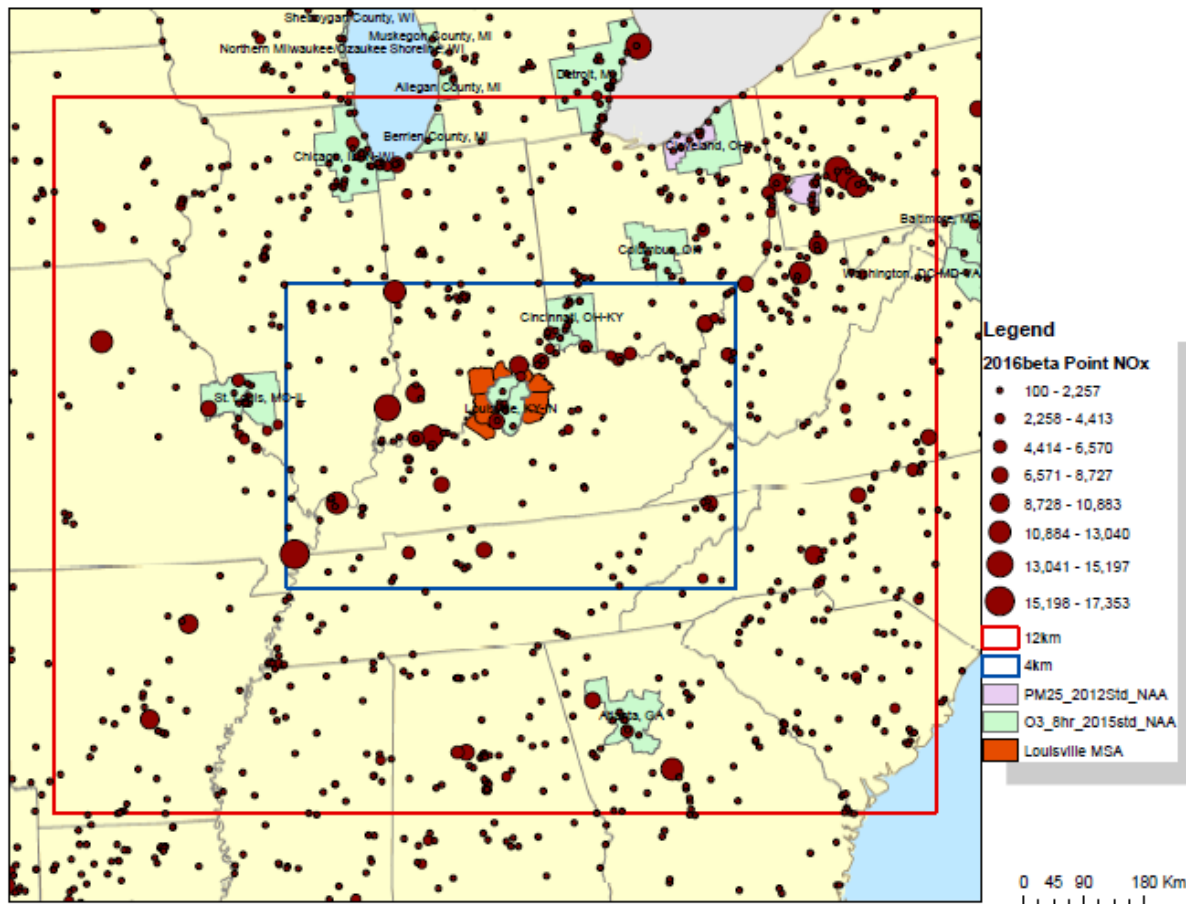 Sheboygan County, WI
Muskegon County, MI
Northern Milwaukee/Ozaukee Shoreline, WI
Detroit, MI
Allegan County, MI
Berrien County, MI
Cleveland, OH
Chicago, IL-IN-WI
Baltimore, MD
Columbus, OH
Washington, DC-MD-VA
Cincinnati, OH-KY
St. Louis, MO-IL
Louisville, KY-IN
Atlanta, GA
Legend
2016beta Point NOx
100 - 2,257
2,258 - 4,413
4,414 - 6,570
6,571 - 8,727
8,728 - 10,883
10,884 - 13,040
13,041 - 15,197
15,198 - 17,353
12km
4km
PM25_2012Std_NAA
O3_8hr_2015std_NAA
Louisville MSA
0 45 90 180 Km